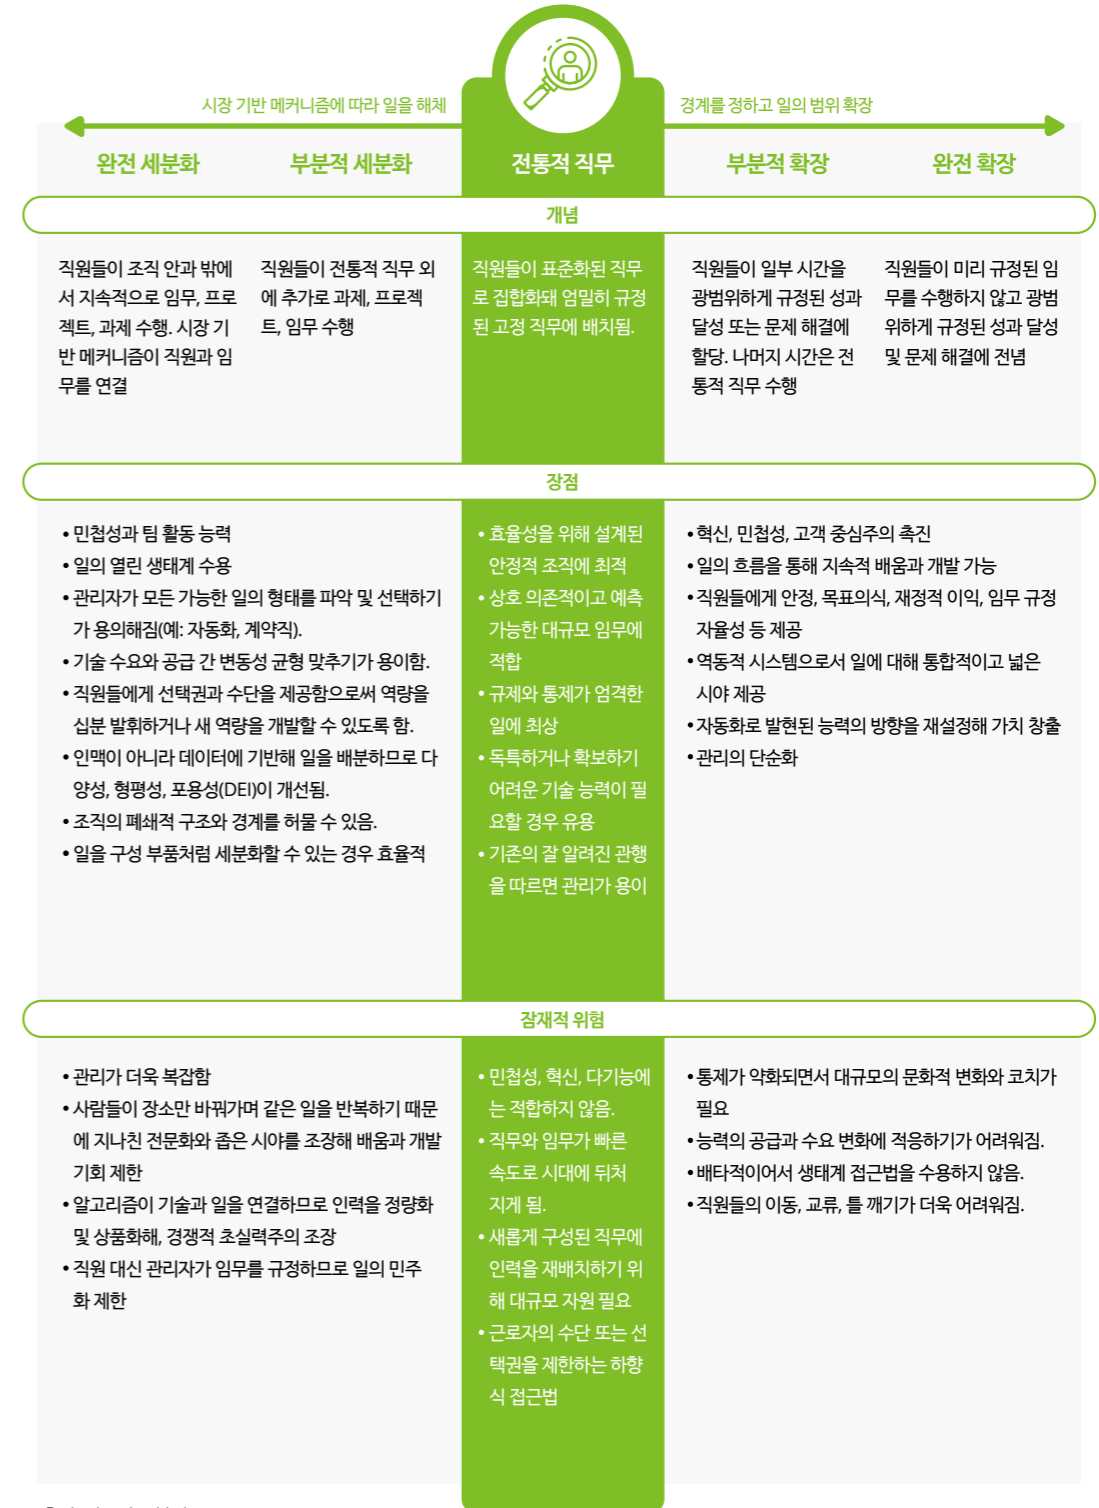 시장 기반 메커니즘에 따라 일을 해체
경계를 정하고 일의 범위 확장
완전 세분화
부분적 세분화
전통적 직무
부분적 확장
완전 확장
개념
직원들이 조직 안과 밖에
서 지속적으로 임무, 프로
젝트, 과제 수행. 시장 기
반 메커니즘이 직원과 임
무를 연결
직원들이 전통적 직무 외
에 추가로 과제, 프로젝
트, 임무 수행
직원들이 표준화된 직무
로 집합화돼 엄밀히 규정
된 고정 직무에 배치됨.
직원들이 일부 시간을
광범위하게 규정된 성과
달성 또는 문제 해결에
할당. 나머지 시간은 전
통적 직무 수행
직원들이 미리 규정된 임
무를 수행하지 않고 광범
위하게 규정된 성과 달성
및 문제 해결에 전념
장점
• 민첩성과 팀 활동 능력
• 일의 열린 생태계 수용
• 관리자가 모든 가능한 일의 형태를 파악 및 선택하기
가 용의해짐(예: 자동화, 계약직).
• 기술 수요와 공급 간 변동성 균형 맞추기가 용이함.
• 직원들에게 선택권과 수단을 제공함으로써 역량을
십분 발휘하거나 새 역량을 개발할 수 있도록 함.
• 인맥이 아니라 데이터에 기반해 일을 배분하므로 다
양성, 형평성, 포용성(DEI)이 개선됨.
• 조직의 폐쇄적 구조와 경계를 허물 수 있음.
• 일을 구성 부품처럼 세분화할 수 있는 경우 효율적
• 효율성을 위해 설계된
안정적 조직에 최적
• 상호 의존적이고 예측
가능한 대규모 임무에
적합
• 규제와 통제가 엄격한
일에 최상
• 독특하거나 확보하기
어려운 기술 능력이 필
요할 경우 유용
• 기존의 잘 알려진 관행
을 따르면 관리가 용이
• 혁신, 민첩성, 고객 중심주의 촉진
• 일의 흐름을 통해 지속적 배움과 개발 가능
• 직원들에게 안정, 목표의식, 재정적 이익, 임무 규정
자율성 등 제공
• 역동적 시스템으로서 일에 대해 통합적이고 넓은
시야 제공
• 자동화로 발현된 능력의 방향을 재설정해 가치 창출
• 관리의 단순화
잠재적 위험
• 관리가 더욱 복잡함
• 사람들이 장소만 바꿔가며 같은 일을 반복하기 때문
에 지나친 전문화와 좁은 시야를 조장해 배움과 개발
기회 제한
• 알고리즘이 기술과 일을 연결하므로 인력을 정량화
및 상품화해, 경쟁적 초실력주의 조장
• 직원 대신 관리자가 임무를 규정하므로 일의 민주
화 제한
• 민첩성, 혁신, 다기능에
는 적합하지 않음.
• 직무와 임무가 빠른
속도로 시대에 뒤처
지게 됨.
• 새롭게 구성된 직무에
인력을 재배치하기 위
해 대규모 자원 필요
• 근로자의 수단 또는 선
택권을 제한하는 하향
식 접근법
• 통제가 약화되면서 대규모의 문화적 변화와 코치가
필요
• 능력의 공급과 수요 변화에 적응하기가 어려워짐.
• 배타적이어서 생태계 접근법을 수용하지 않음.
• 직원들의 이동, 교류, 틀 깨기가 더욱 어려워짐.